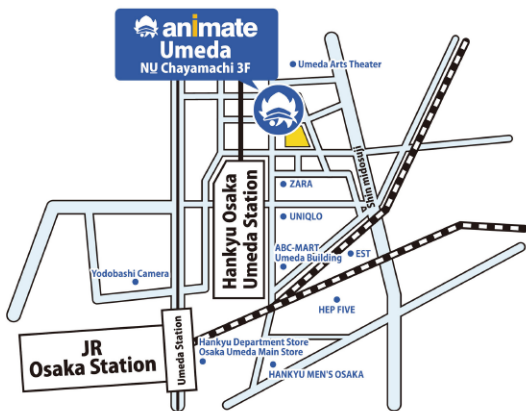 animate
Umeda
NU Chayamachi 3F
Umeda Arts Theater
Shin midosuji
ZARA
Hankyu Osaka
Umeda Station
UNIQLO
ABC-MART
Umeda Building
EST
Yodobashi Camera
HEP FIVE
JR
Osaka Station
Umeda Station
Hankyu Department Store
Osaka Umeda Main Store
HANKYU MEN'S OSAKA